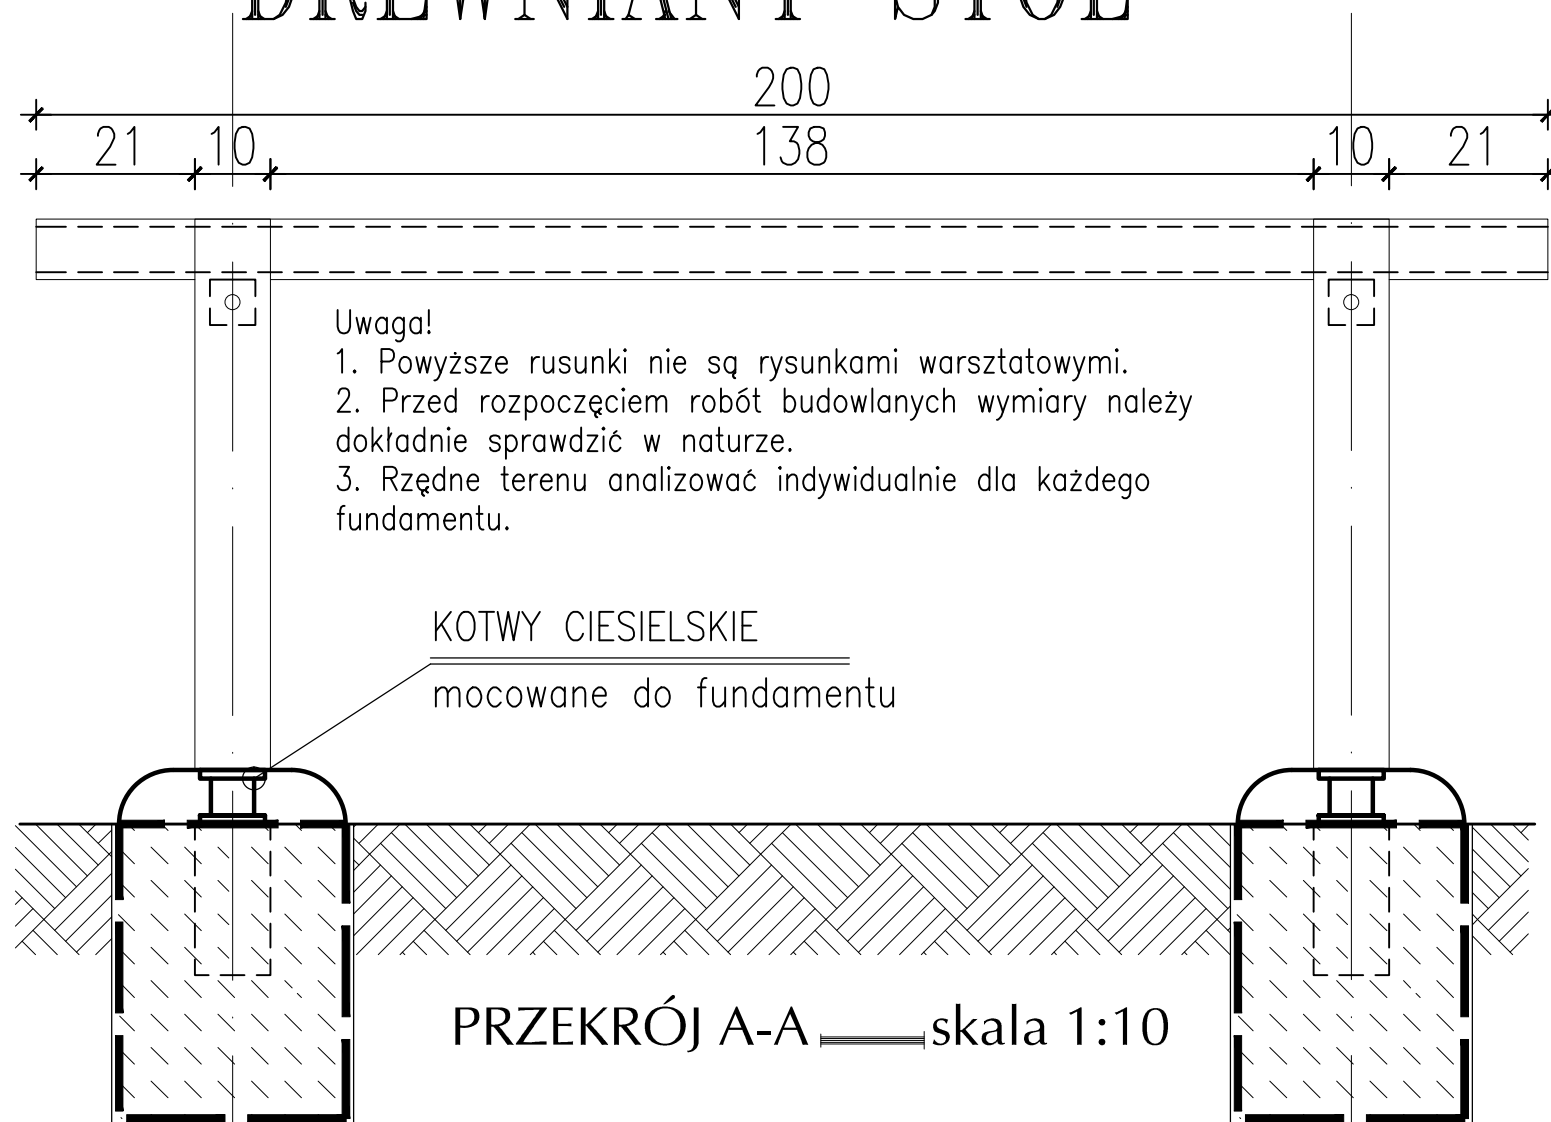 DREWNIANY STÓŁ
200
21 10 138 10 21
Uwaga!
1. Powyższe rusunki nie są rysunkami warsztatowymi.
2. Przed rozpoczęciem robót budowlanych wymiary należy
dokładnie sprawdzić w naturze.
3. Rzędne terenu analizować indywidualnie dla każdego
fundamentu.
KOTWY CIESIELSKIE
mocowane do fundamentu
PRZEKRÓJ A-A skala 1:10